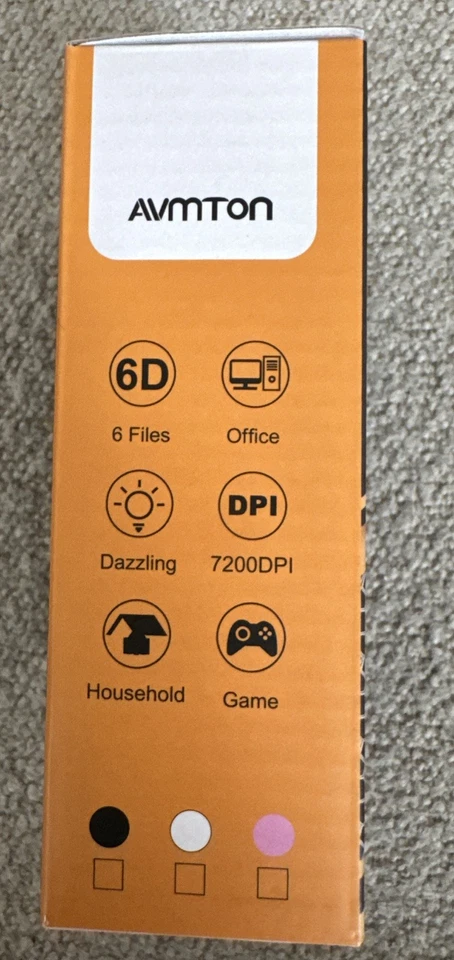 AVMTON
6D
6 Files
Office
Dazzling
DPI
7200DPI
Household
Game